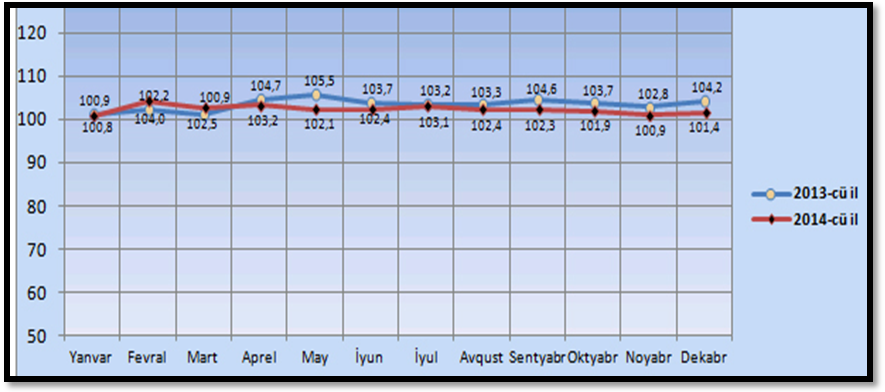 120
110
100
90
80
70
60
50
100,9 102,2 100,9 104,7 105,5 103,7 103,2 103,3 104,6 103,7 102,8 104,2
100,8 104,0 102,5 103,2 102,1 102,4 103,1 102,4 102,3 101,9 100,9 101,4
2013-cü il
2014-cü il
Yanvar Fevral Mart Aprel May İyun İyul Avqust Sentyabr Oktyabr Noyabr Dekabr